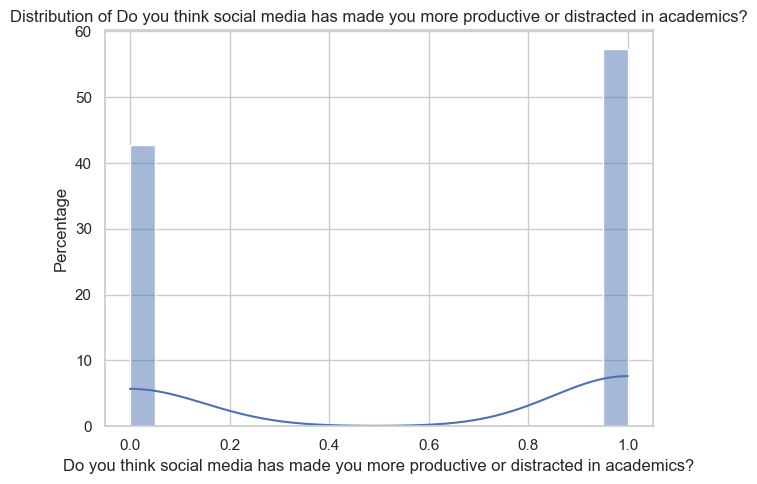 Distribution of Do you think social media has made you more productive or distracted in academics?
60
50
40
30
20
10
0
Percentage
0.0 0.2 0.4 0.6 0.8 1.0
Do you think social media has made you more productive or distracted in academics?